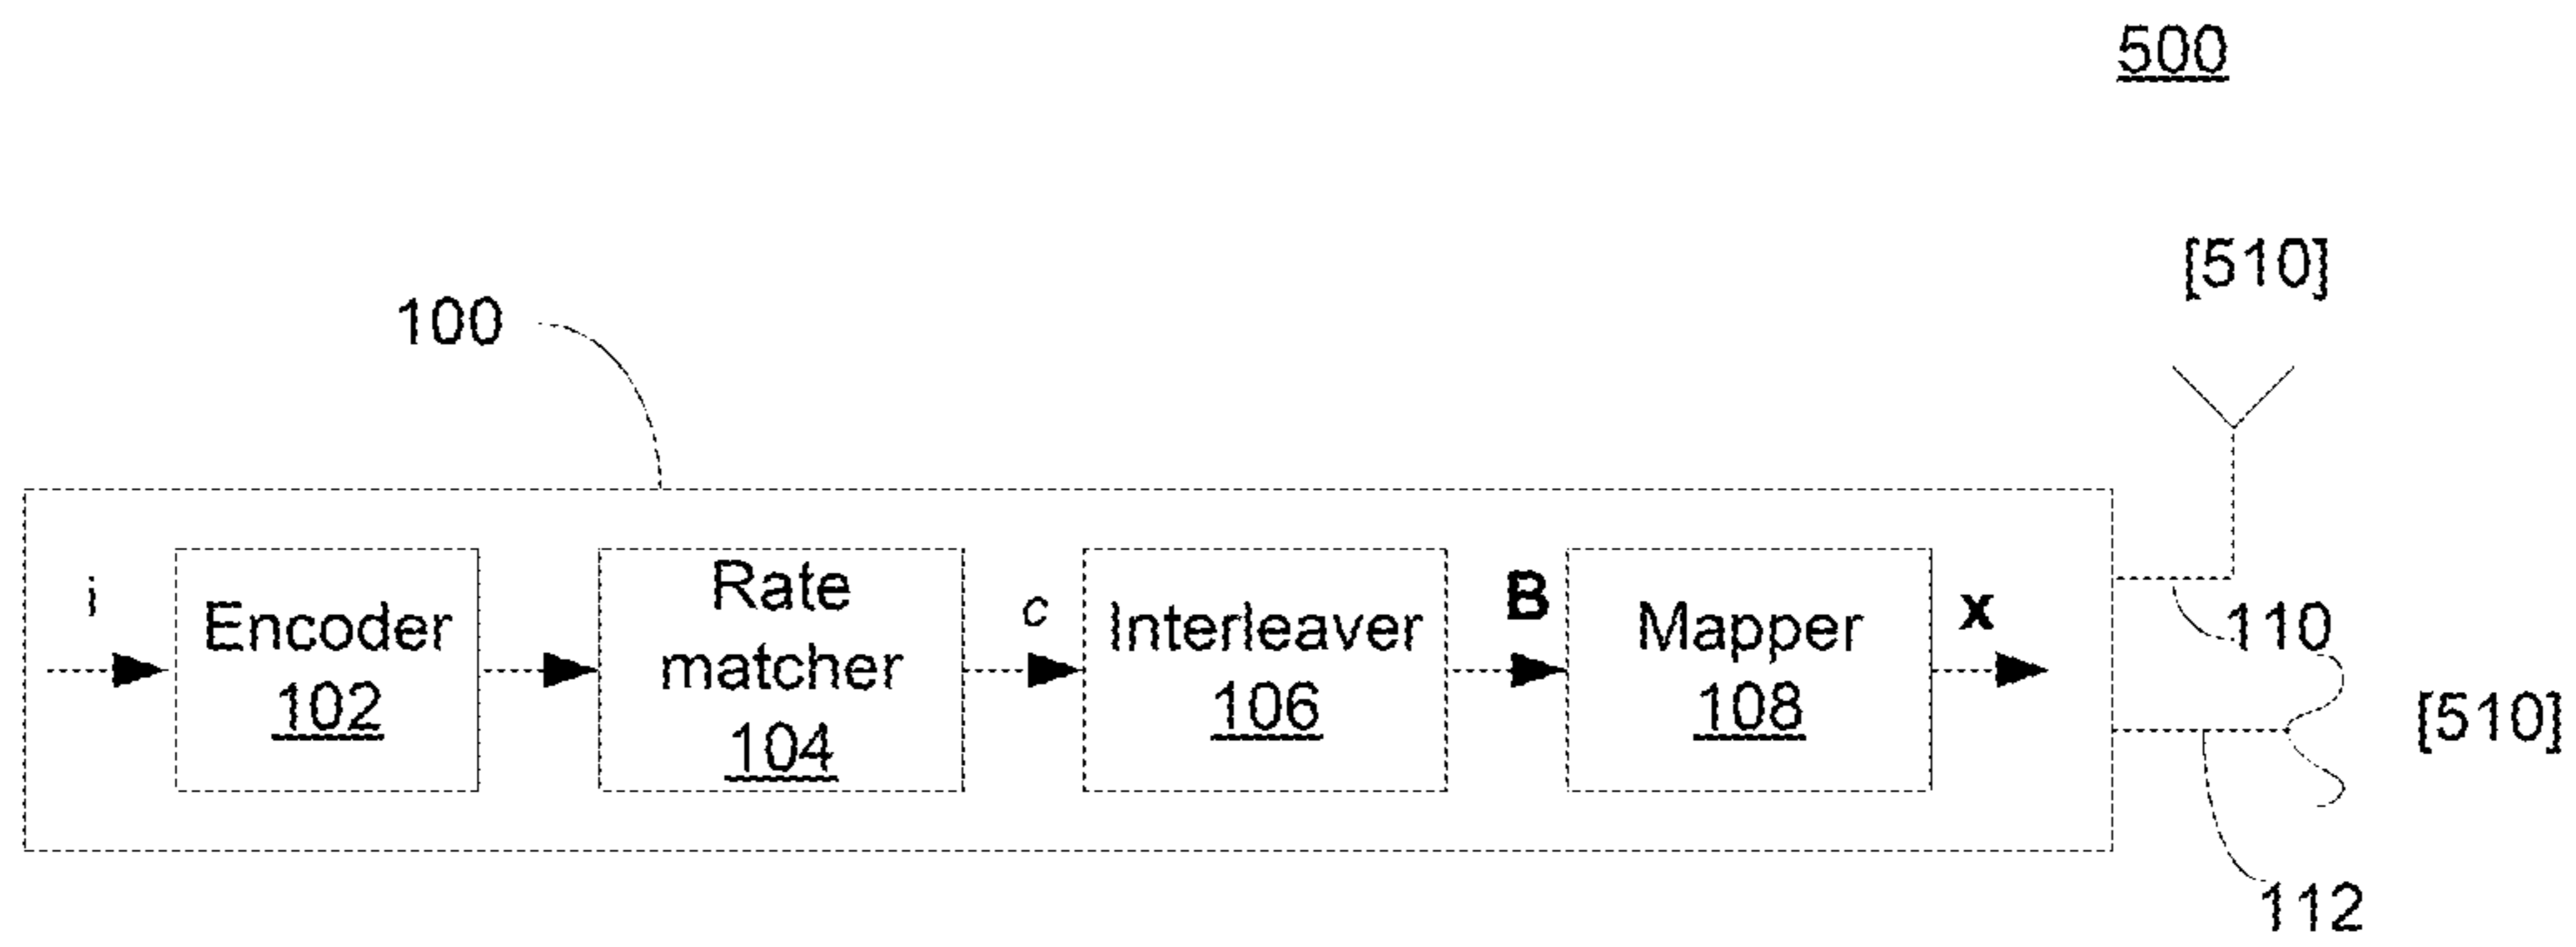 500
[510]
100
i
Encoder
102
Rate
matcher
104
c
Interleaver
106
B
Mapper
108
x
110
[510]
112